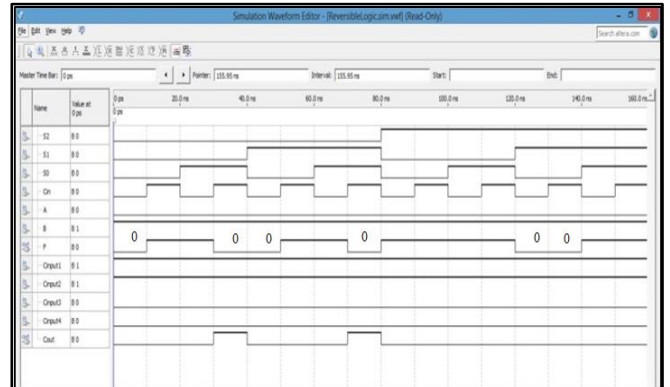 Simulation Waveform Editor - [ReversibleLogic.sim.vwf] (Read-Only)
File Edit View Help
Search altera.com
Master Time Bar: 0 ps
Pointer: 155.95 ns
Interval: 155.95 ns
Start:
End:
Name
Value at
0 ps
0 ps 20.0 ns 40.0 ns 60.0 ns 80.0 ns 100.0 ns 120.0 ns 140.0 ns 160.0 ns
0 ps
S2 B 0
S1 B 0
S0 B 0
Cin B 0
A B 0
B B 1
F B 0 0 0 0 0 0 0
Cinput1 B 1
Cinput2 B 1
Cinput3 B 0
Cinput4 B 0
Cout B 0